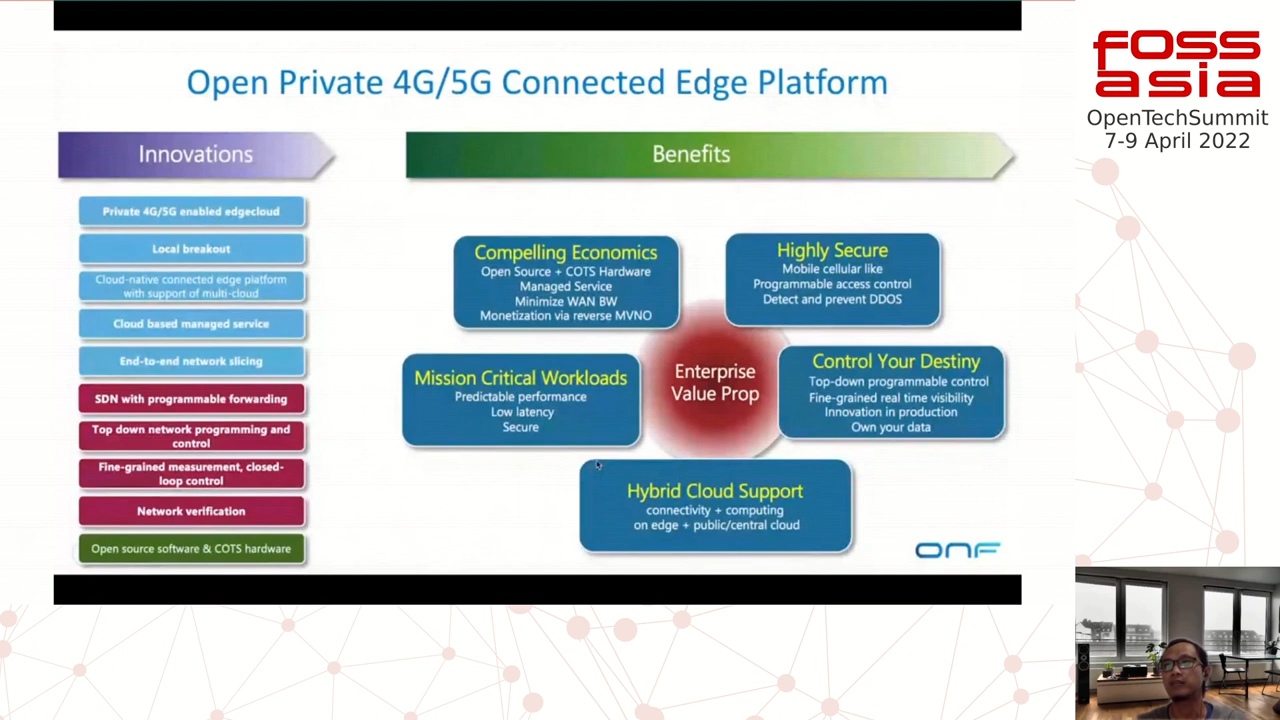 Open Private 4G/5G Connected Edge Platform
Innovations
Private 4G/5G enabled edgecloud
Local breakout
Cloud-native connected edge platform
with support of multi-cloud
Cloud based managed service
End-to-end network slicing
SDN with programmable forwarding
Top down network programming and
control
Fine-grained measurement, closed-
loop control
Network verification
Open source software & COTS hardware
Benefits
Compelling Economics
Open Source + COTS Hardware
Managed Service
Minimize WAN BW
Monetization via reverse MVNO
Highly Secure
Mobile cellular like
Programmable access control
Detect and prevent DDOS
Mission Critical Workloads
Predictable performance
Low latency
Secure
Enterprise
Value Prop
Control Your Destiny
Top-down programmable control
Fine-grained real time visibility
Innovation in production
Own your data
Hybrid Cloud Support
connectivity + computing
on edge + public/central cloud
ONF
FOSS
asia
OpenTechSummit
7-9 April 2022